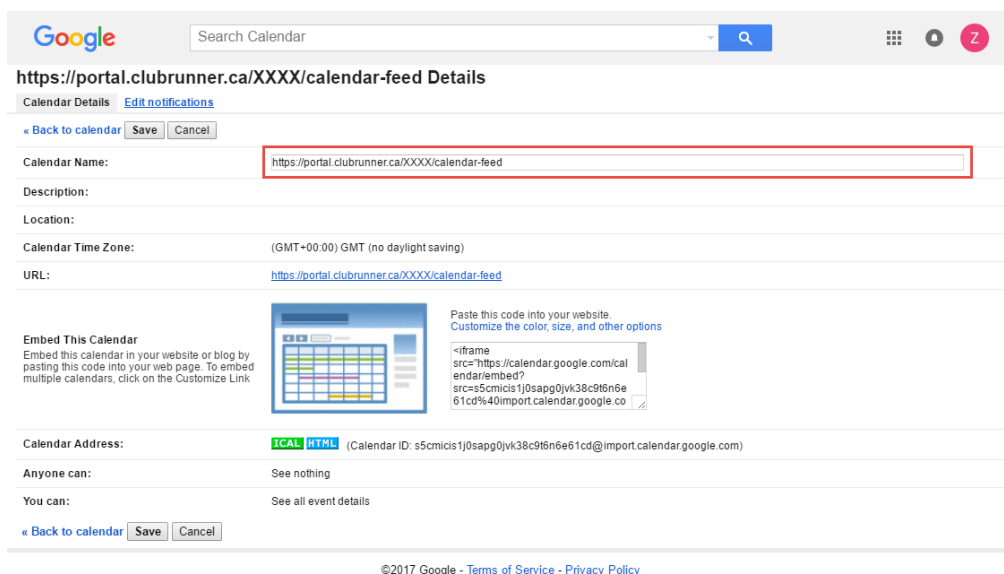 Google
Search Calendar
Z
https://portal.clubrunner.ca/XXXX/calendar-feed Details
Calendar Details Edit notifications
« Back to calendar Save Cancel
Calendar Name: https://portal.clubrunner.ca/XXXX/calendar-feed
Description:
Location:
Calendar Time Zone: (GMT+00:00) GMT (no daylight saving)
URL: https://portal.clubrunner.ca/XXXX/calendar-feed
Embed This Calendar
Embed this calendar in your website or blog by
pasting this code into your web page. To embed
multiple calendars, click on the Customize Link
Paste this code into your website.
Customize the color, size, and other options
<iframe
src="https://calendar.google.com/cal
endar/embed?
src=s5cmicis1j0sapg0jvk38c9t6n6e
61cd%40import.calendar.google.co
Calendar Address: ICAL HTML (Calendar ID: s5cmicis1j0sapg0jvk38c9t6n6e61cd@import.calendar.google.com)
Anyone can: See nothing
You can: See all event details
« Back to calendar Save Cancel
©2017 Google - Terms of Service - Privacy Policy